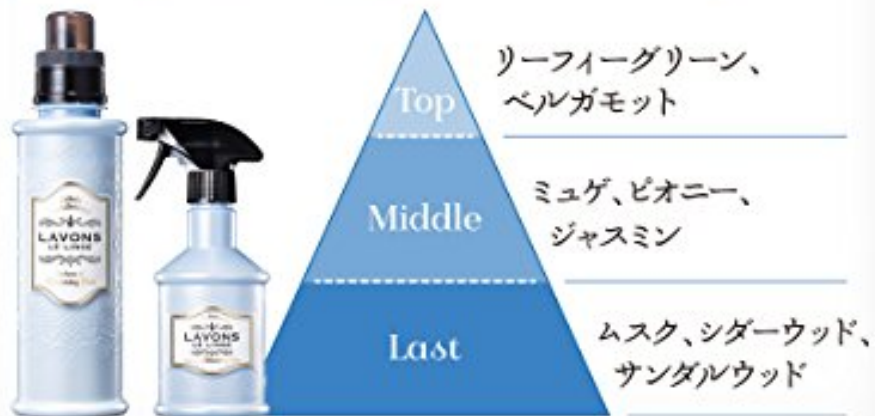 Top
リーフィーグリーン、
ベルガモット
Middle
ミュゲ、ピオニー、
ジャスミン
Last
ムスク、シダーウッド、
サンダルウッド
LAVONS
LE LINGE
LAVONS
LE LINGE